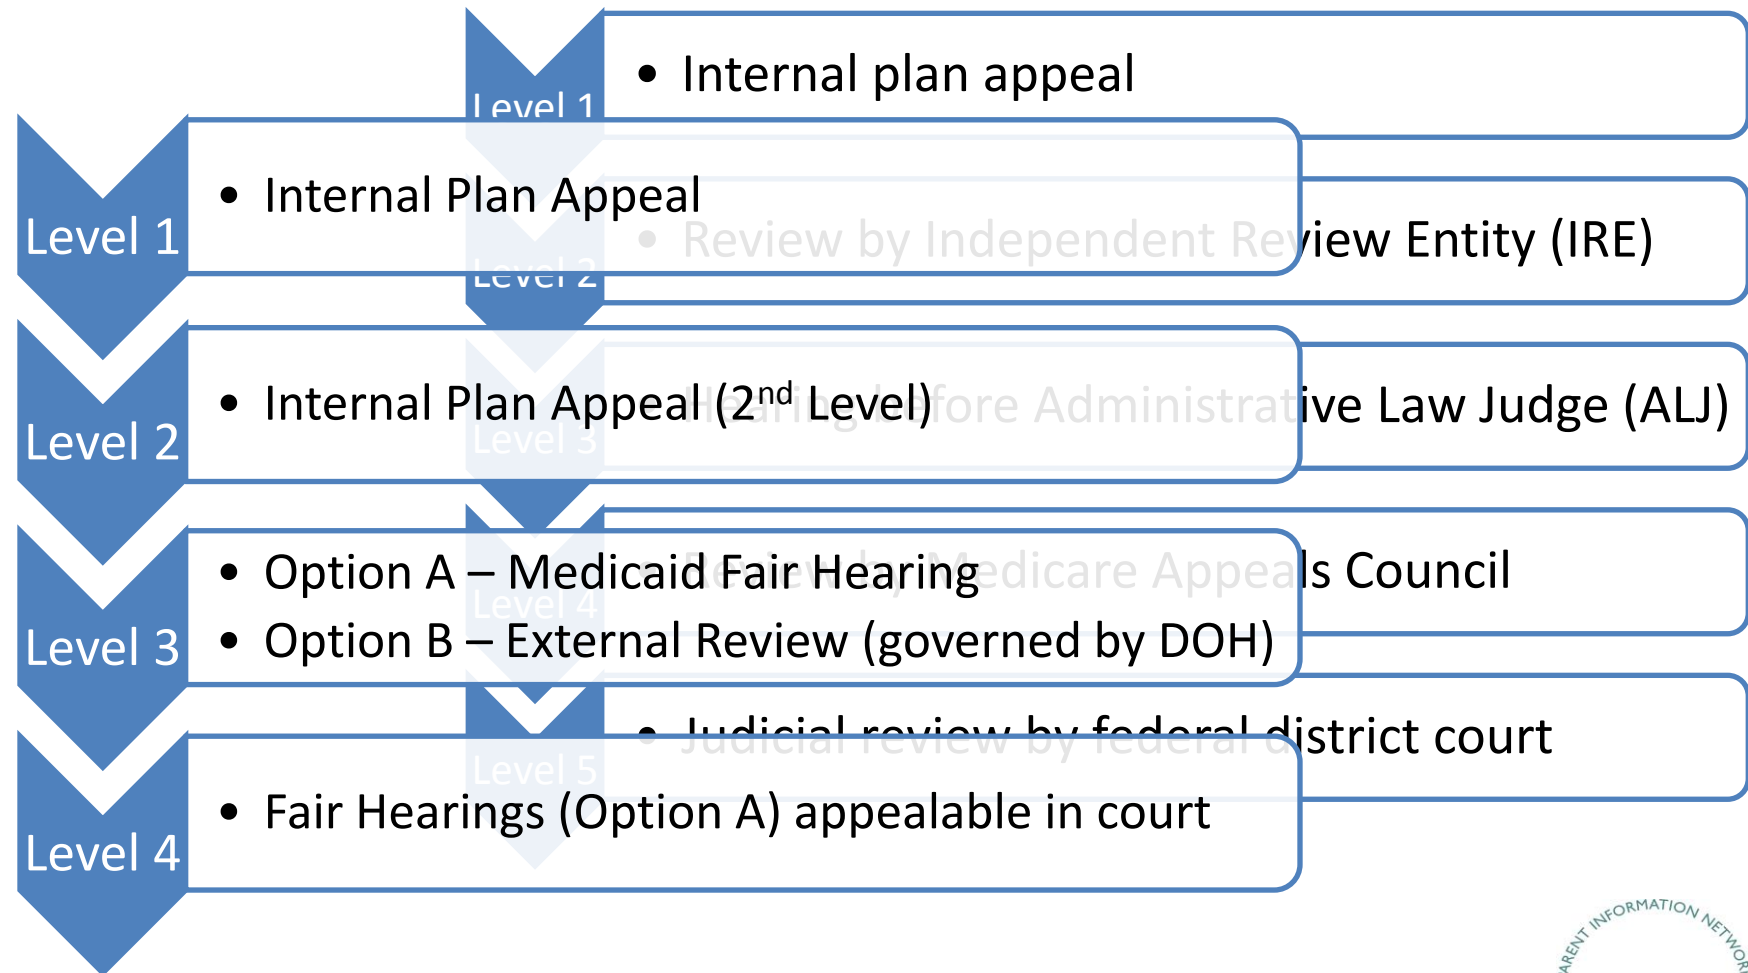 Level 1
• Internal plan appeal
Level 2
• Review by Independent Review Entity (IRE)
Level 3
• Hearing before Administrative Law Judge (ALJ)
Level 4
• Review by Medicare Appeals Council
Level 5
• Judicial review by federal district court
Level 1
• Internal Plan Appeal
Level 2
• Internal Plan Appeal (2nd Level)
Level 3
• Option A – Medicaid Fair Hearing
• Option B – External Review (governed by DOH)
Level 4
• Fair Hearings (Option A) appealable in court
INFORMATION